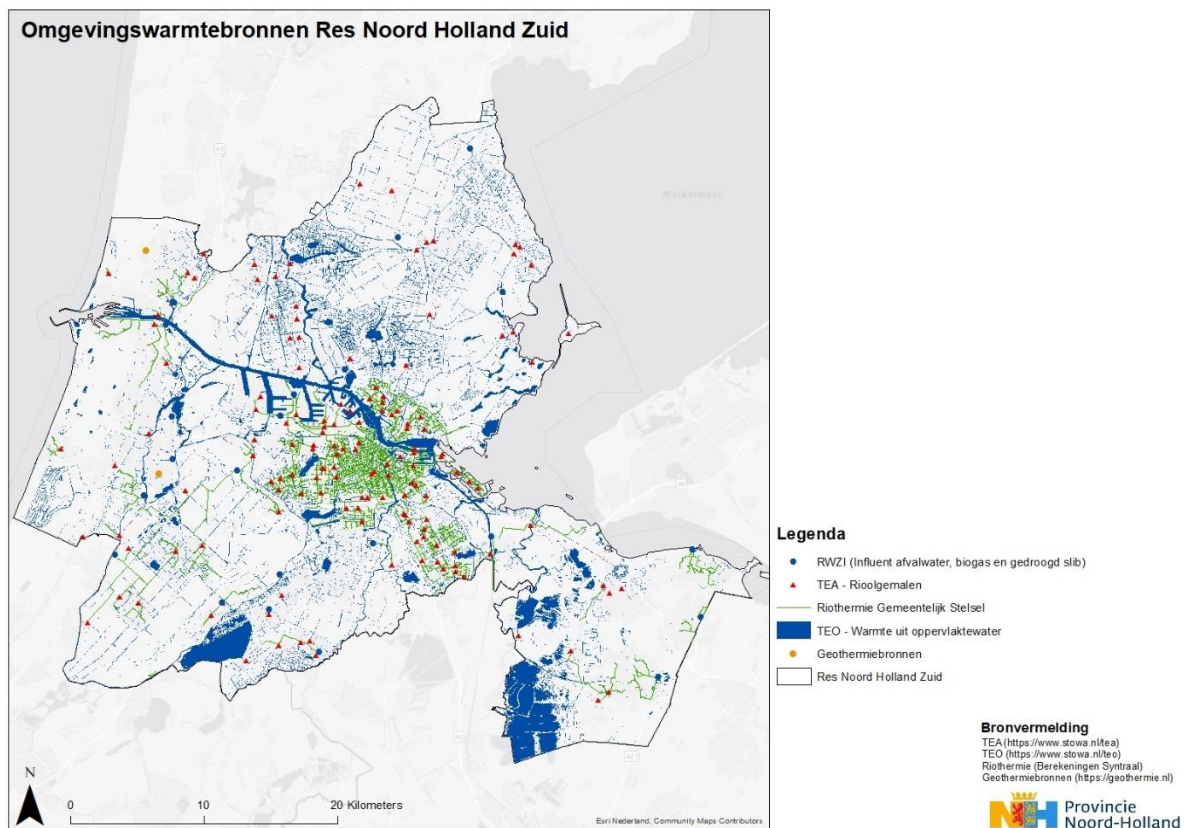 Omgevingswarmtebronnen Res Noord Holland Zuid
Markermeer
N
0 10 20 Kilometers
Esri Nederland, Community Maps Contributors
Legenda
RWZI (Influent afvalwater, biogas en gedroogd slib)
TEA - Rioolgemalen
Riothermie Gemeentelijk Stelsel
TEO - Warmte uit oppervlaktewater
Geothermiebronnen
Res Noord Holland Zuid
Bronvermelding
TEA (https://www.stowa.nl/tea)
TEO (https://www.stowa.nl/teo)
Riothermie (Berekeningen Syntraal)
Geothermiebronnen (https://geothermie.nl)
Provincie
Noord-Holland